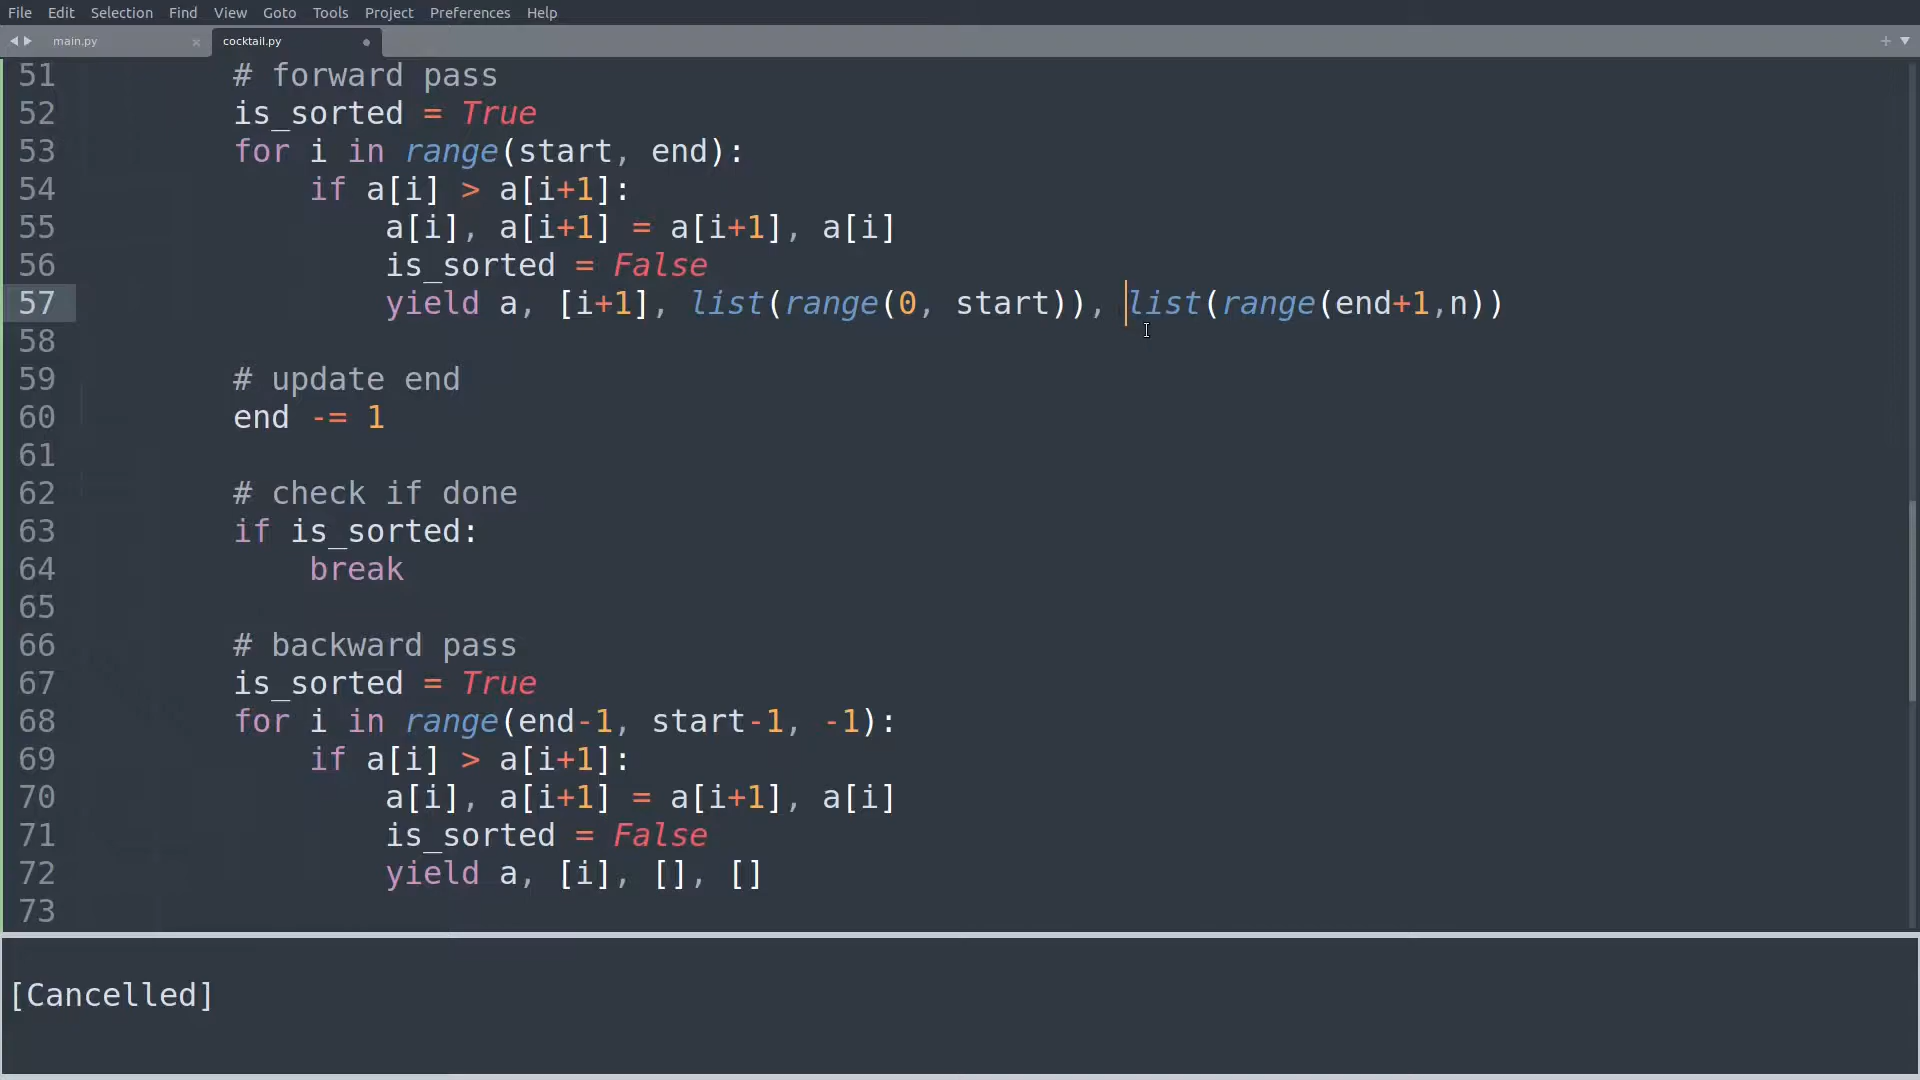 File Edit Selection Find View Goto Tools Project Preferences Help
main.py cocktail.py
51 # forward pass
52 is_sorted = True
53 for i in range(start, end):
54 if a[i] > a[i+1]:
55 a[i], a[i+1] = a[i+1], a[i]
56 is_sorted = False
57 yield a, [i+1], list(range(0, start)), list(range(end+1,n))
58
59 # update end
60 end -= 1
61
62 # check if done
63 if is_sorted:
64 break
65
66 # backward pass
67 is_sorted = True
68 for i in range(end-1, start-1, -1):
69 if a[i] > a[i+1]:
70 a[i], a[i+1] = a[i+1], a[i]
71 is_sorted = False
72 yield a, [i], [], []
73
[Cancelled]